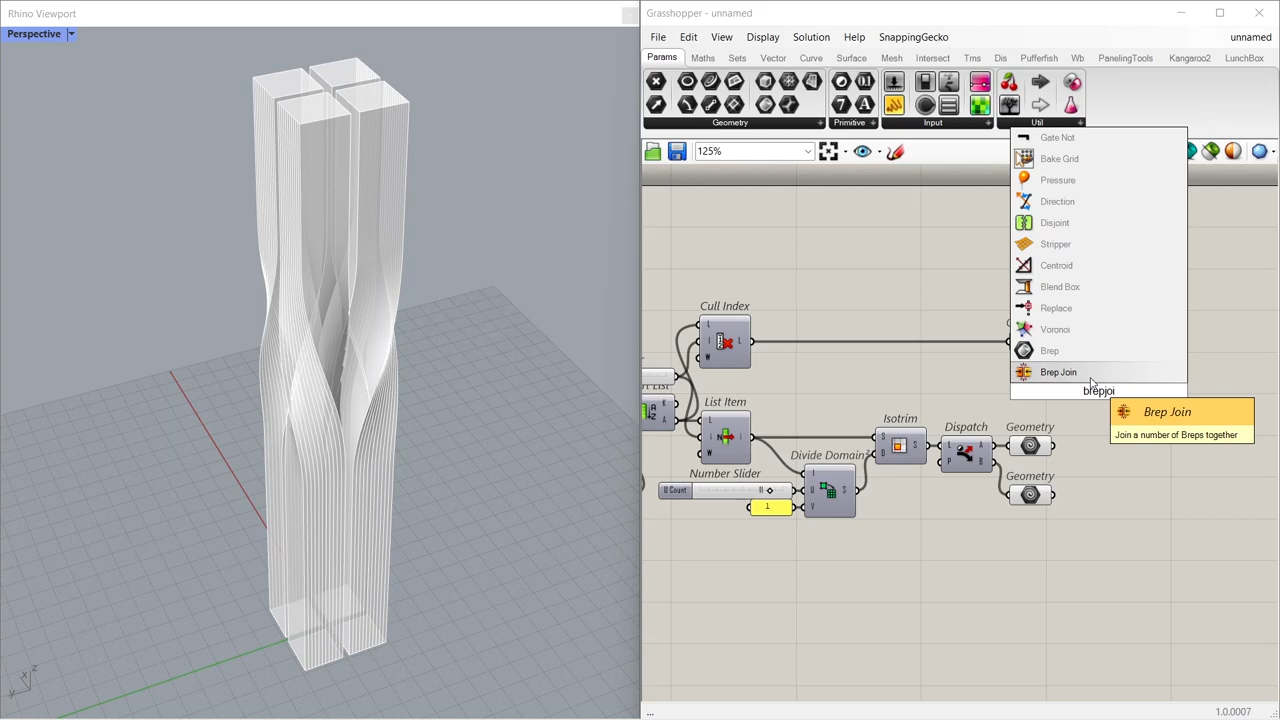 Rhino Viewport
Perspective
z
x
y
Grasshopper - unnamed
File Edit View Display Solution Help SnappingGecko unnamed
Params Maths Sets Vector Curve Surface Mesh Intersect Trns Dis Pufferfish Wb PanelingTools Kangaroo2 LunchBox
Geometry Primitive Input Util
125%
Gate Not
Bake Grid
Pressure
Direction
Disjoint
Stripper
Centroid
Blend Box
Replace
Voronoi
Brep
Brep Join
brepjoi
Brep Join
Join a number of Breps together
Cull Index
L
I
W
L
List Item
L
i
W
i
K
A
Number Slider
U Count
1
Divide Domain²
I
U
V
S
Isotrim
S
D
S
Dispatch
L
P
A
B
Geometry
Geometry
...
1.0.0007